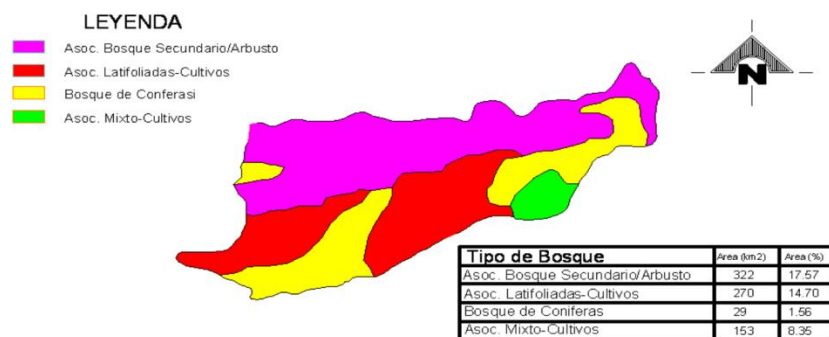 LEYENDA
Asoc. Bosque Secundario/Arbusto
Asoc. Latifoliadas-Cultivos
Bosque de Conferasi
Asoc. Mixto-Cultivos
N
Tipo de Bosque Area (km2) Area (%)
Asoc. Bosque Secundario/Arbusto 322 17.57
Asoc. Latifoliadas-Cultivos 270 14.70
Bosque de Coniferas 29 1.56
Asoc. Mixto-Cultivos 153 8.35